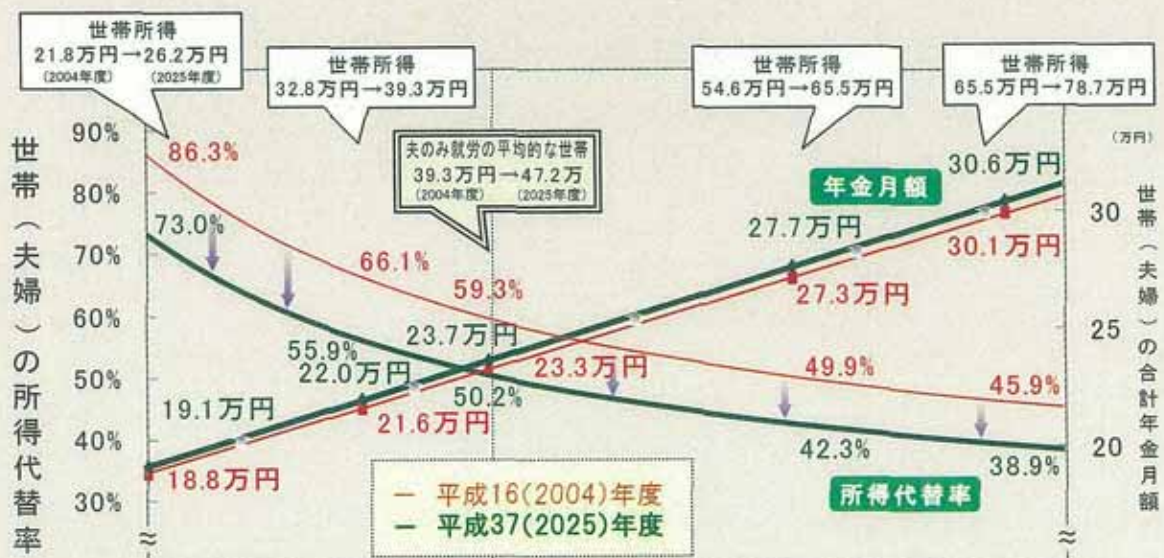 世帯所得
21.8万円→26.2万円
(2004年度) (2025年度)
世帯所得
32.8万円→39.3万円
世帯所得
54.6万円→65.5万円
世帯所得
65.5万円→78.7万円
夫のみ就労の平均的な世帯
39.3万円→47.2万
(2004年度) (2025年度)
世帯(夫婦)の所得代替率
90%
80%
70%
60%
50%
40%
30%
86.3%
73.0%
66.1%
59.3%
55.9%
50.2%
49.9%
45.9%
42.3%
38.9%
年金月額
30.6万円
27.7万円
30.1万円
27.3万円
23.7万円
23.3万円
22.0万円
21.6万円
19.1万円
18.8万円
所得代替率
― 平成16(2004)年度
― 平成37(2025)年度
(万円)
30
25
20
世帯(夫婦)の合計年金月額
≈
≈